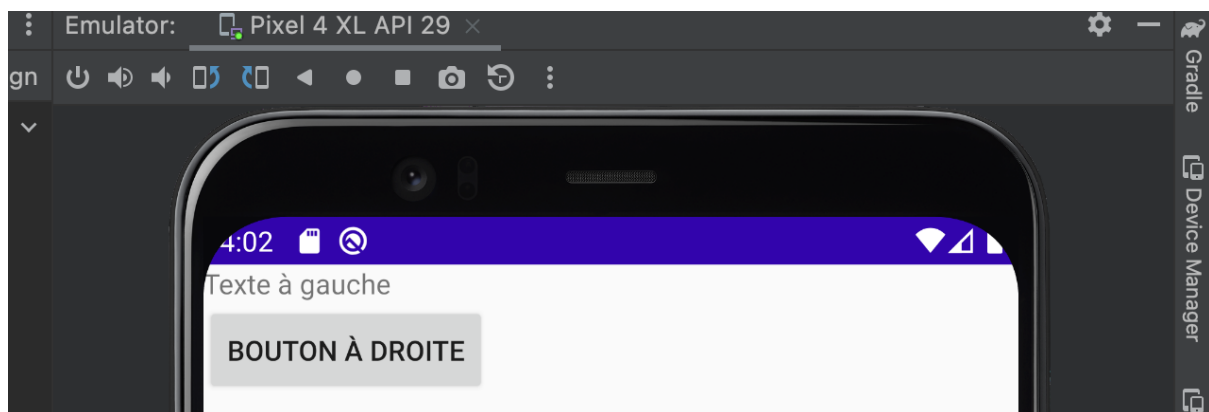 Emulator: Pixel 4 XL API 29
gn
Gradle
Device Manager
4:02
Texte à gauche
BOUTON À DROITE